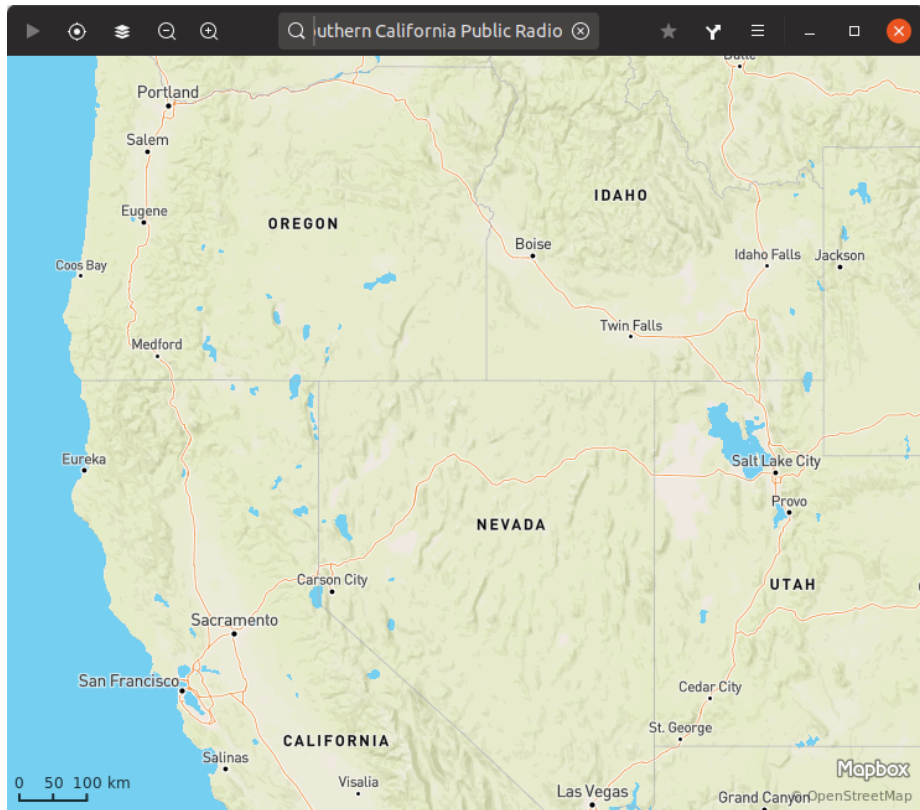 uthern California Public Radio
Portland
Salem
IDAHO
Eugene
OREGON
Boise
Idaho Falls
Jackson
Coos Bay
Twin Falls
Medford
Eureka
Salt Lake City
Provo
NEVADA
Carson City
UTAH
Sacramento
San Francisco
Cedar City
St. George
CALIFORNIA
Salinas
Mapbox
0 50 100 km
Visalia
Las Vegas
Grand Canyon
OpenStreetMap